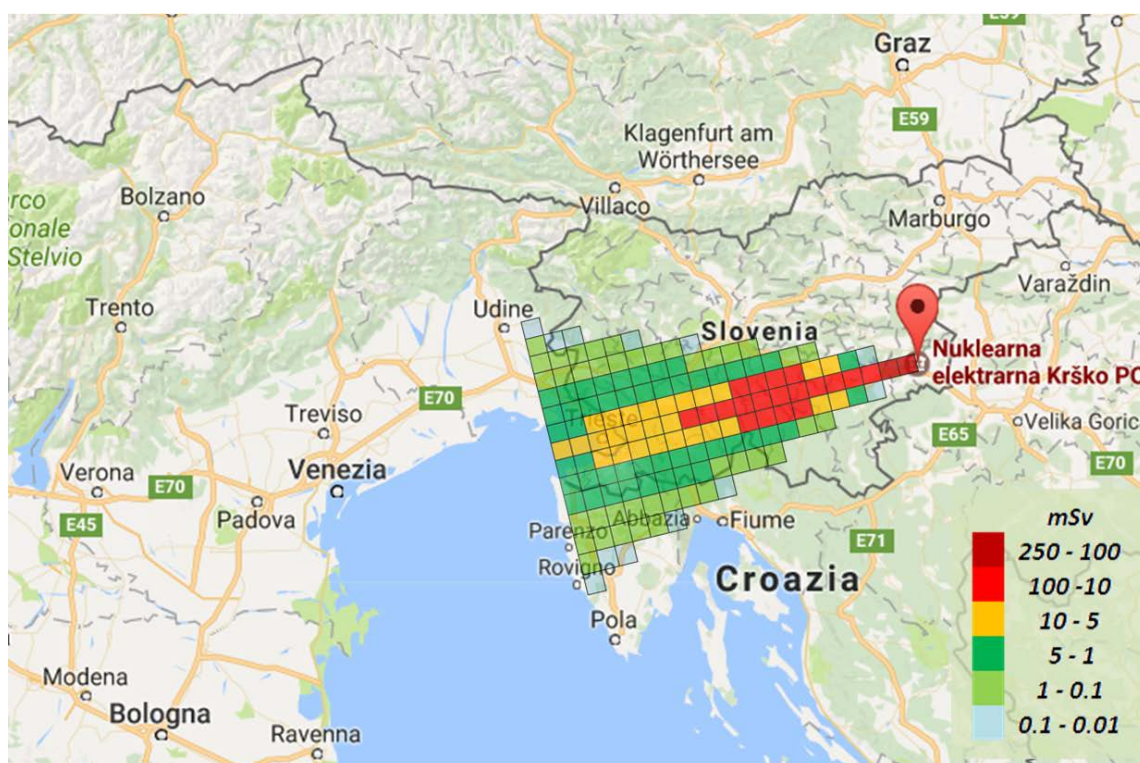 E59
Graz
E59
Klagenfurt am
Wörthersee
Bolzano
Villaco
Marburgo
onale
Stelvio
Varaždin
Trento
Udine
Slovenia
Nuklearna
elektrarna Krško PO
E70
Treviso
Trieste
Velika Goric
E65
Verona
E70
Venezia
E70
Padova
E45
Parenzo
Abbazia
Fiume
E71
Rovigno
Croazia
Pola
Modena
Bologna
Ravenna
mSv
250 - 100
100 -10
10 - 5
5 - 1
1 - 0.1
0.1 - 0.01